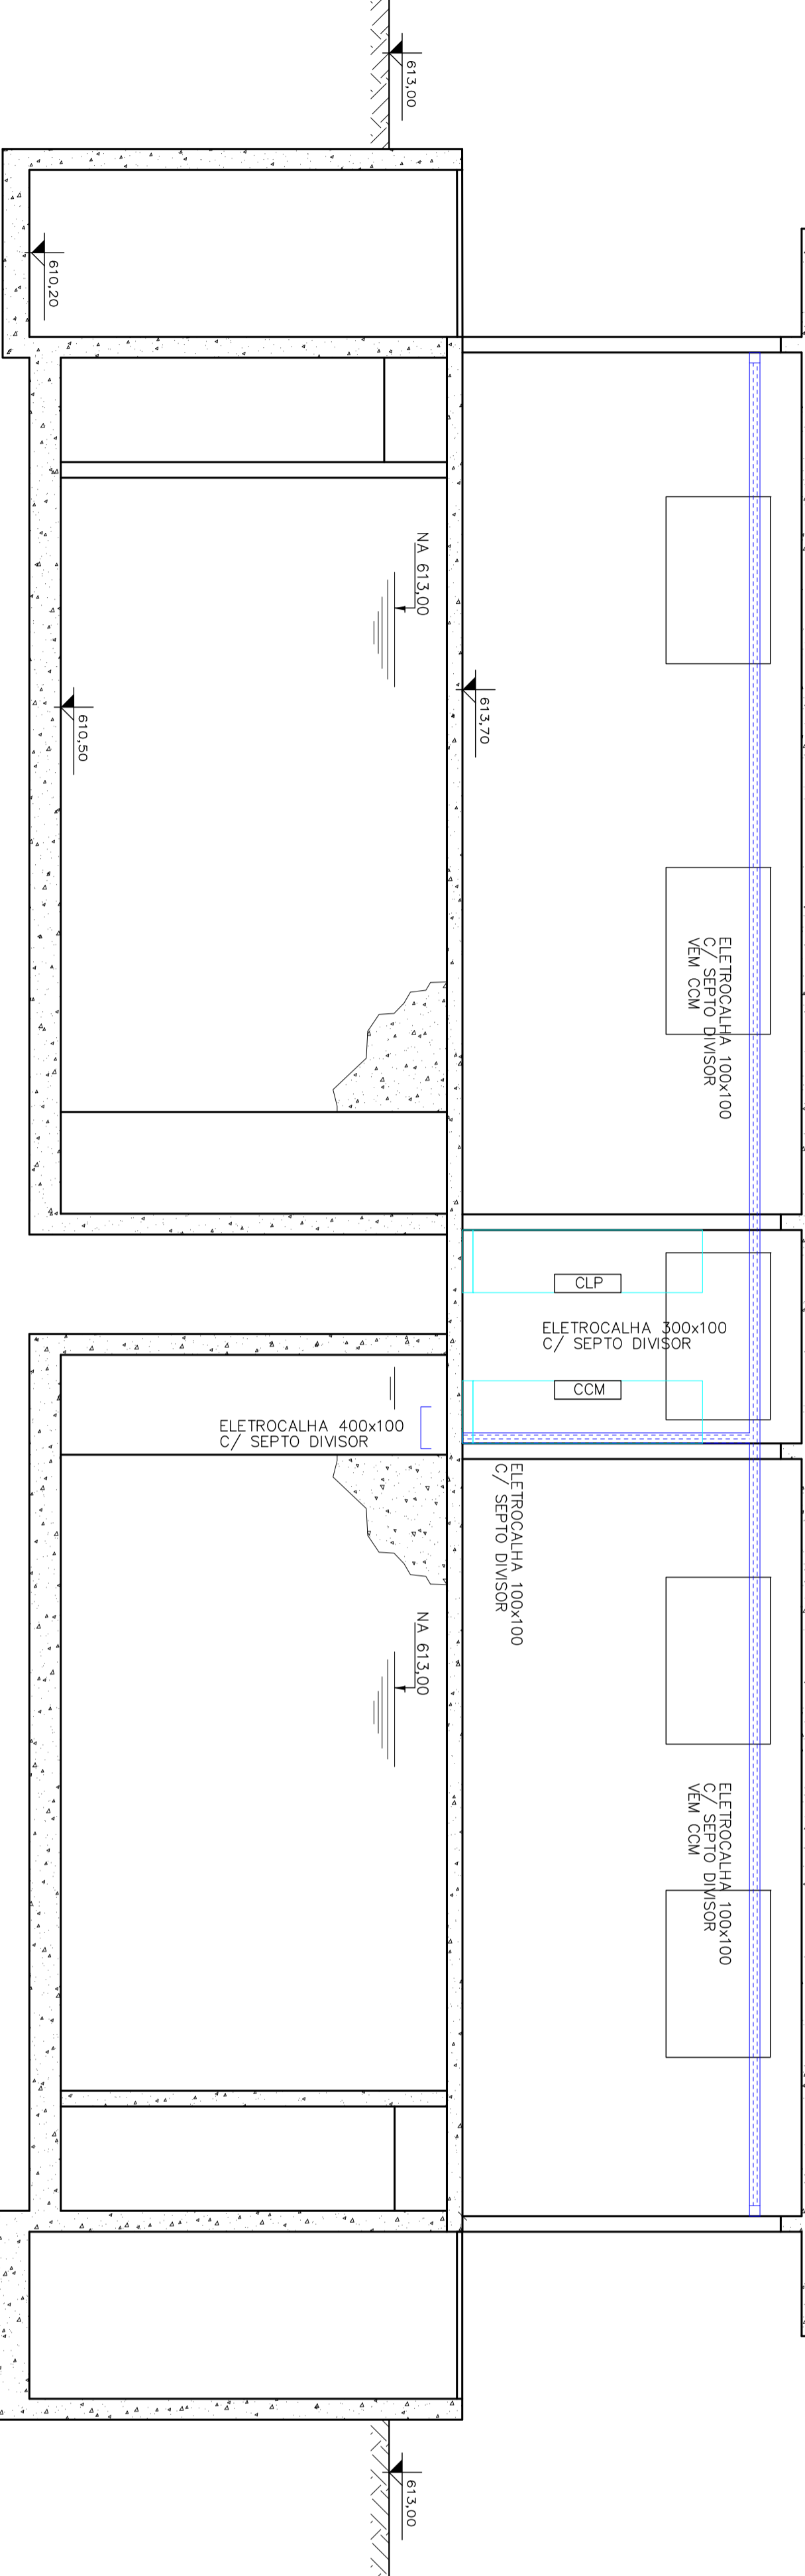 613,00
610,20
NA 613,00
613,70
610,50
ELETROCALHA 100x100
C/ SEPTO DIVISOR
VEM CCM
CLP
ELETROCALHA 300x100
C/ SEPTO DIVISOR
CCM
ELETROCALHA 400x100
C/ SEPTO DIVISOR
ELETROCALHA 100x100
C/ SEPTO DIVISOR
NA 613,00
ELETROCALHA 100x100
C/ SEPTO DIVISOR
VEM CCM
613,00